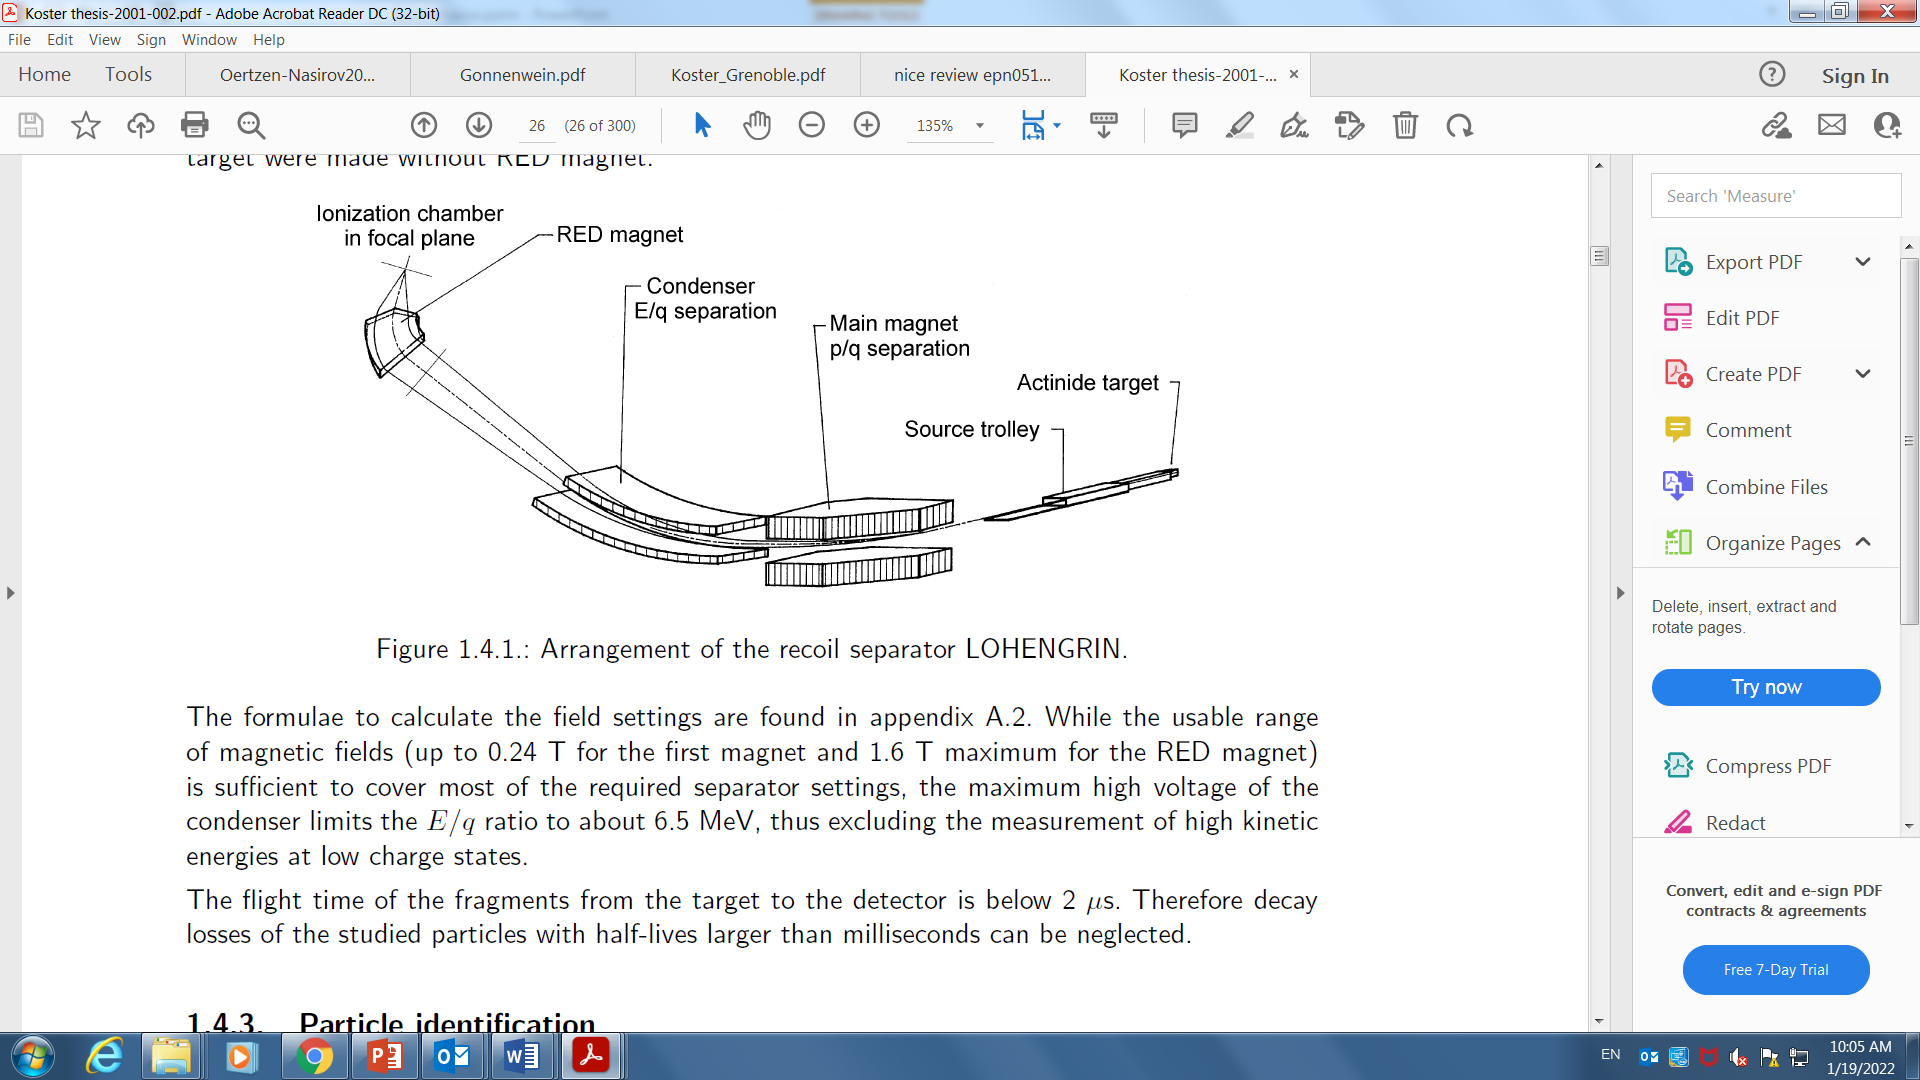 Koster thesis-2001-002.pdf - Adobe Acrobat Reader DC (32-bit)
File Edit View Sign Window Help
Home Tools Oertzen-Nasirov20... Gonnenwein.pdf Koster_Grenoble.pdf nice review epn051... Koster thesis-2001-... × Sign In
26 (26 of 300) 135%
target were made without RED magnet.
Ionization chamber
in focal plane
RED magnet
Condenser
E/q separation
Main magnet
p/q separation
Actinide target
Source trolley
Figure 1.4.1.: Arrangement of the recoil separator LOHENGRIN.
The formulae to calculate the field settings are found in appendix A.2. While the usable range
of magnetic fields (up to 0.24 T for the first magnet and 1.6 T maximum for the RED magnet)
is sufficient to cover most of the required separator settings, the maximum high voltage of the
condenser limits the E/q ratio to about 6.5 MeV, thus excluding the measurement of high kinetic
energies at low charge states.
The flight time of the fragments from the target to the detector is below 2 μs. Therefore decay
losses of the studied particles with half-lives larger than milliseconds can be neglected.
1.4.3. Particle identification
Search 'Measure'
Export PDF
Edit PDF
Create PDF
Comment
Combine Files
Organize Pages
Delete, insert, extract and
rotate pages.
Try now
Compress PDF
Redact
Convert, edit and e-sign PDF
contracts & agreements
Free 7-Day Trial
EN
10:05 AM
1/19/2022